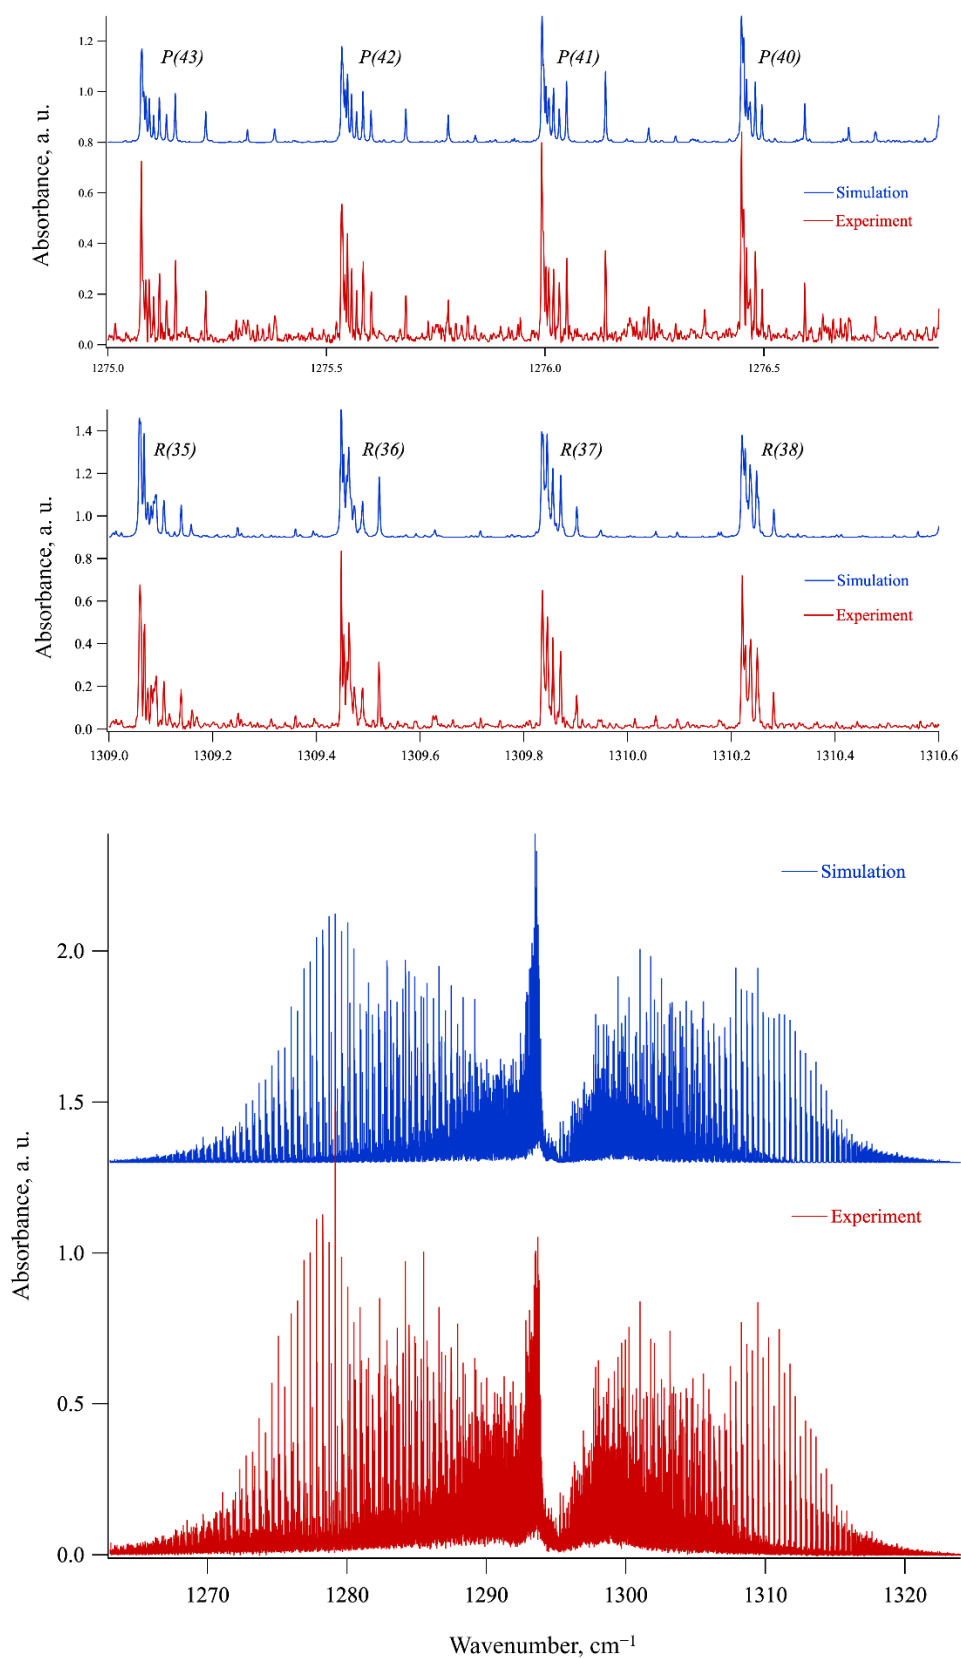 1.2
1.0
0.8
0.6
0.4
0.2
0.0
Absorbance, a. u.
P(43)
P(42)
P(41)
P(40)
Simulation
Experiment
1275.0
1275.5
1276.0
1276.5
1.4
1.2
1.0
0.8
0.6
0.4
0.2
0.0
Absorbance, a. u.
R(35)
R(36)
R(37)
R(38)
Simulation
Experiment
1309.0
1309.2
1309.4
1309.6
1309.8
1310.0
1310.2
1310.4
1310.6
2.0
1.5
1.0
0.5
0.0
Absorbance, a. u.
Simulation
Experiment
1270
1280
1290
1300
1310
1320
Wavenumber, cm⁻¹